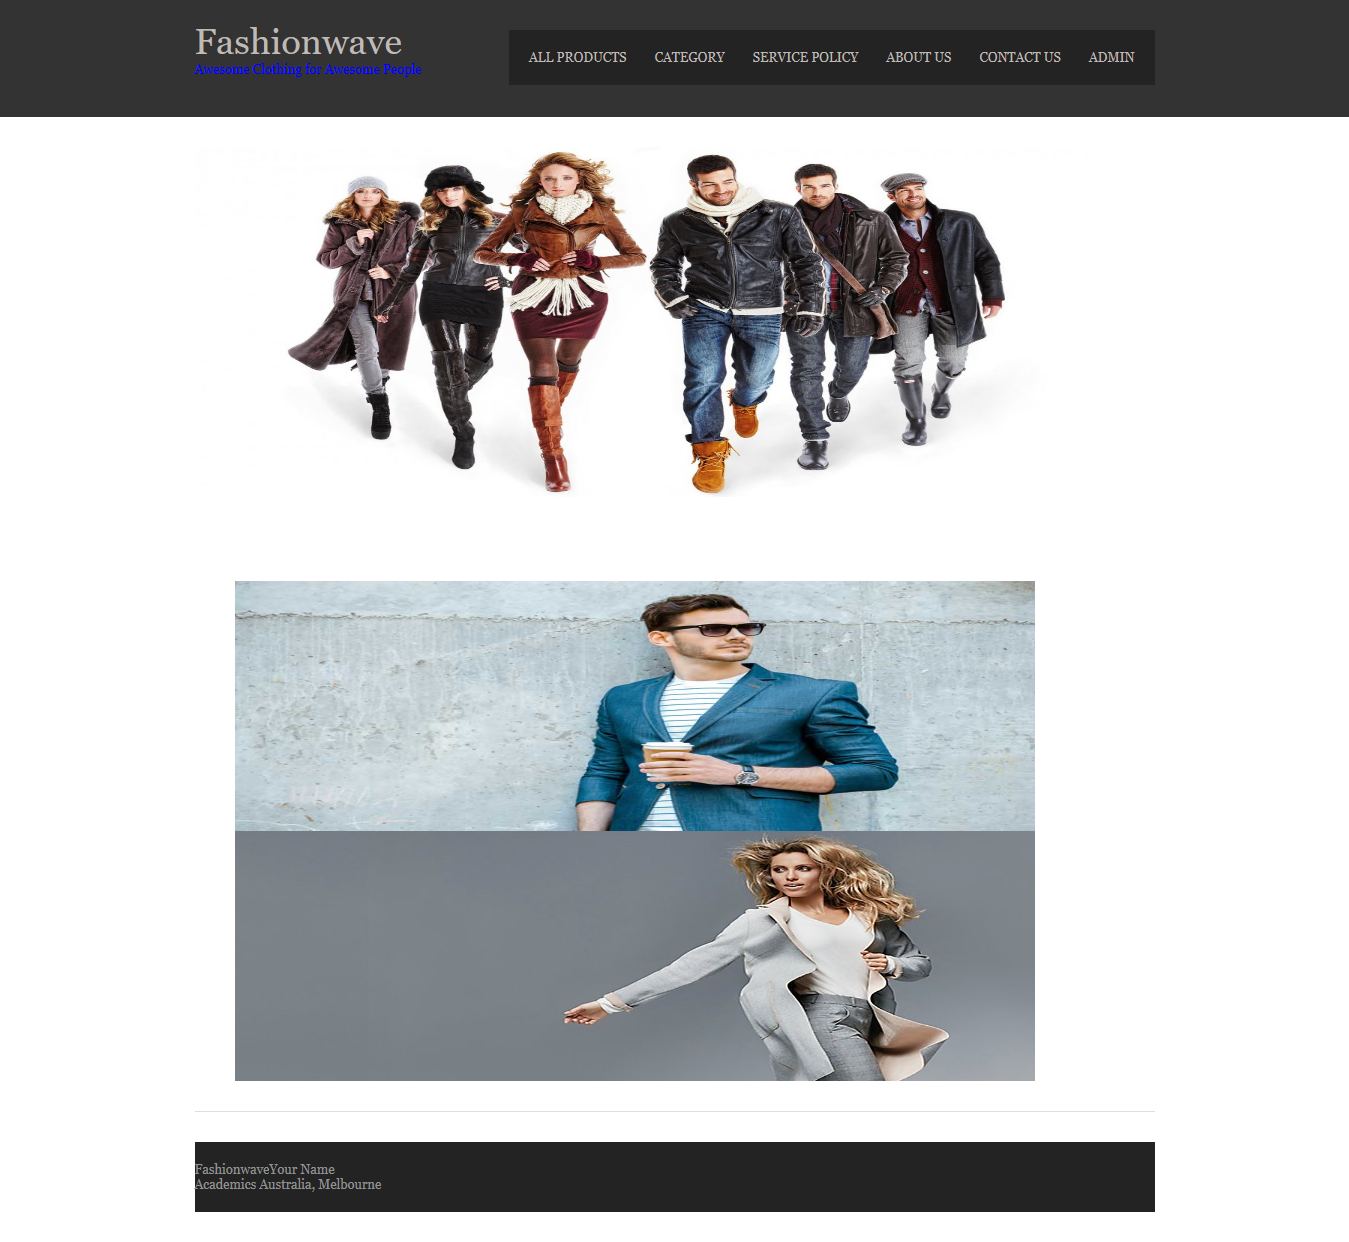 Fashionwave
Awesome Clothing for Awesome People
ALL PRODUCTS CATEGORY SERVICE POLICY ABOUT US CONTACT US ADMIN
FashionwaveYour Name
Academics Australia, Melbourne